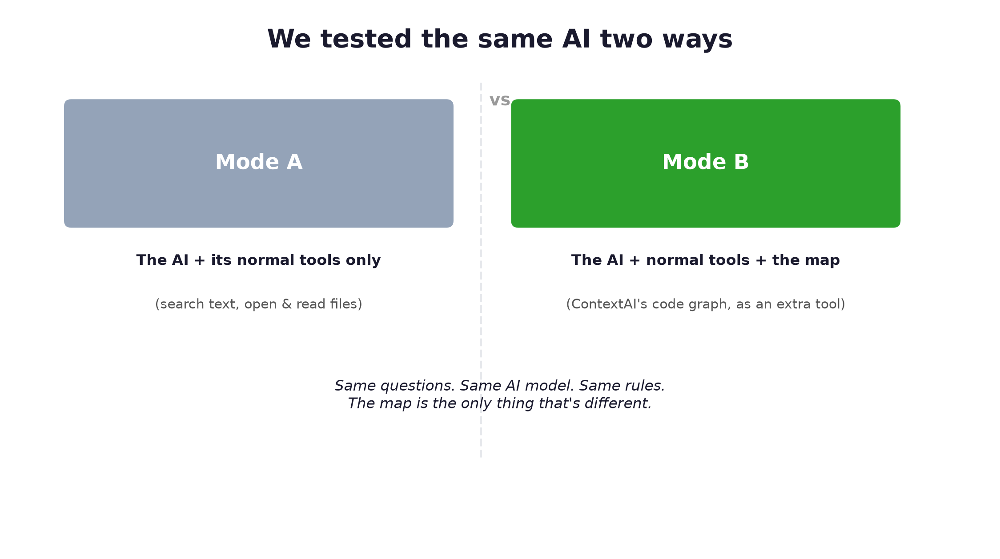 We tested the same AI two ways
vs
Mode A
Mode B
The AI + its normal tools only
The AI + normal tools + the map
(search text, open & read files)
(ContextAI's code graph, as an extra tool)
Same questions. Same AI model. Same rules.
The map is the only thing that's different.